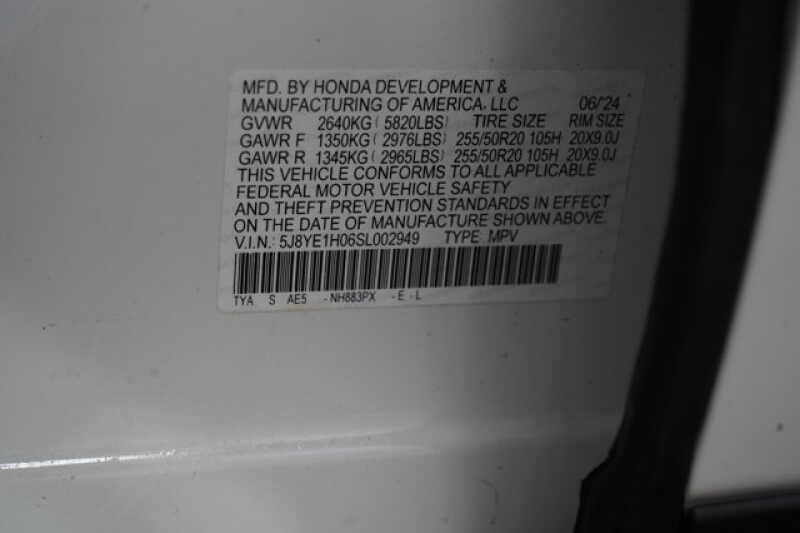 MFD. BY HONDA DEVELOPMENT &
MANUFACTURING OF AMERICA, LLC 06/24
GVWR 2640KG ( 5820LBS) TIRE SIZE RIM SIZE
GAWR F 1350KG ( 2976LBS) 255/50R20 105H 20X9.0J
GAWR R 1345KG ( 2965LBS) 255/50R20 105H 20X9.0J
THIS VEHICLE CONFORMS TO ALL APPLICABLE
FEDERAL MOTOR VEHICLE SAFETY
AND THEFT PREVENTION STANDARDS IN EFFECT
ON THE DATE OF MANUFACTURE SHOWN ABOVE.
V.I.N.: 5J8YE1H06SL002949 TYPE: MPV
TYA S AE5 -NH883PX -E -L